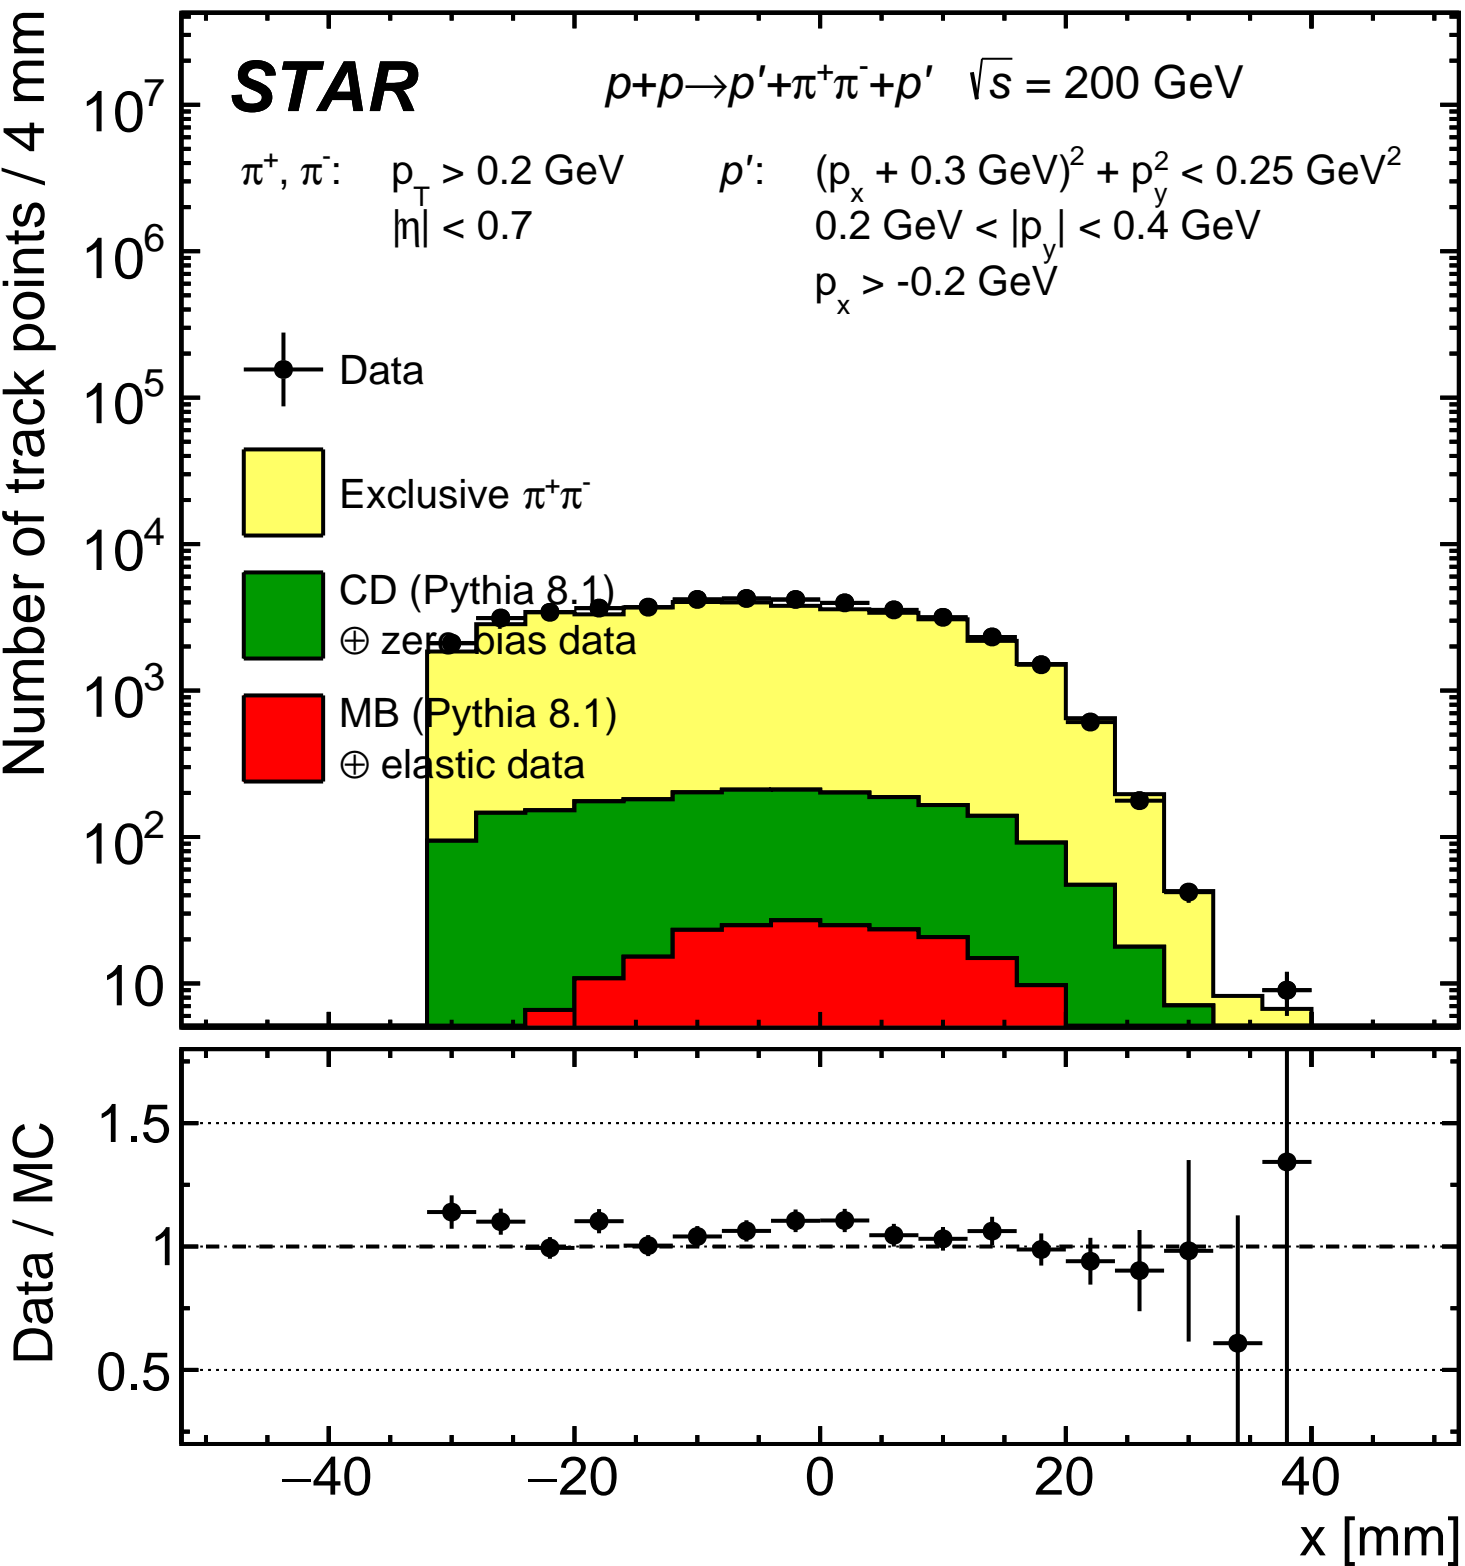 Number of track points / 4 mm
10⁷
10⁶
10⁵
10⁴
10³
10²
10
STAR
p+p→p′+π⁺π⁻+p′ √s = 200 GeV
π⁺, π⁻: p_T > 0.2 GeV
|η| < 0.7
p′: (p_x + 0.3 GeV)² + p_y² < 0.25 GeV²
0.2 GeV < |p_y| < 0.4 GeV
p_x > -0.2 GeV
Data
Exclusive π⁺π⁻
CD (Pythia 8.1)
⊕ zero bias data
MB (Pythia 8.1)
⊕ elastic data
Data / MC
1.5
1
0.5
−40 −20 0 20 40
x [mm]